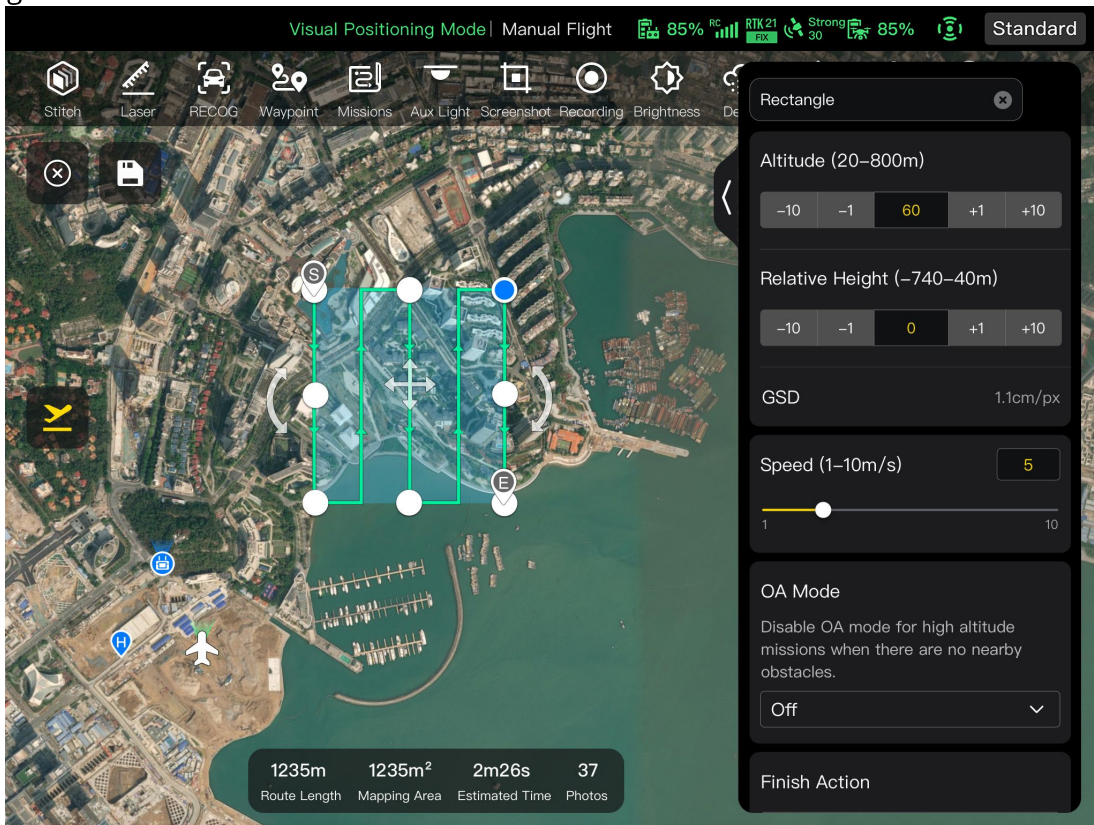 Visual Positioning Mode | Manual Flight 85% RC RTK 21 FIX Strong 30 85% Standard
Stitch Laser RECOG Waypoint Missions Aux Light Screenshot Recording Brightness De
Rectangle
Altitude (20–800m)
–10 –1 60 +1 +10
Relative Height (–740–40m)
–10 –1 0 +1 +10
GSD 1.1cm/px
Speed (1–10m/s) 5
1 10
OA Mode
Disable OA mode for high altitude
missions when there are no nearby
obstacles.
Off
Finish Action
S
E
H
1235m 1235m² 2m26s 37
Route Length Mapping Area Estimated Time Photos